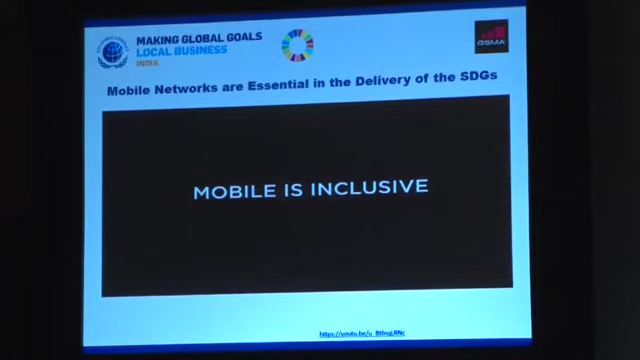 MAKING GLOBAL GOALS
LOCAL BUSINESS
INDIA
GSMA
Mobile Networks are Essential in the Delivery of the SDGs
MOBILE IS INCLUSIVE